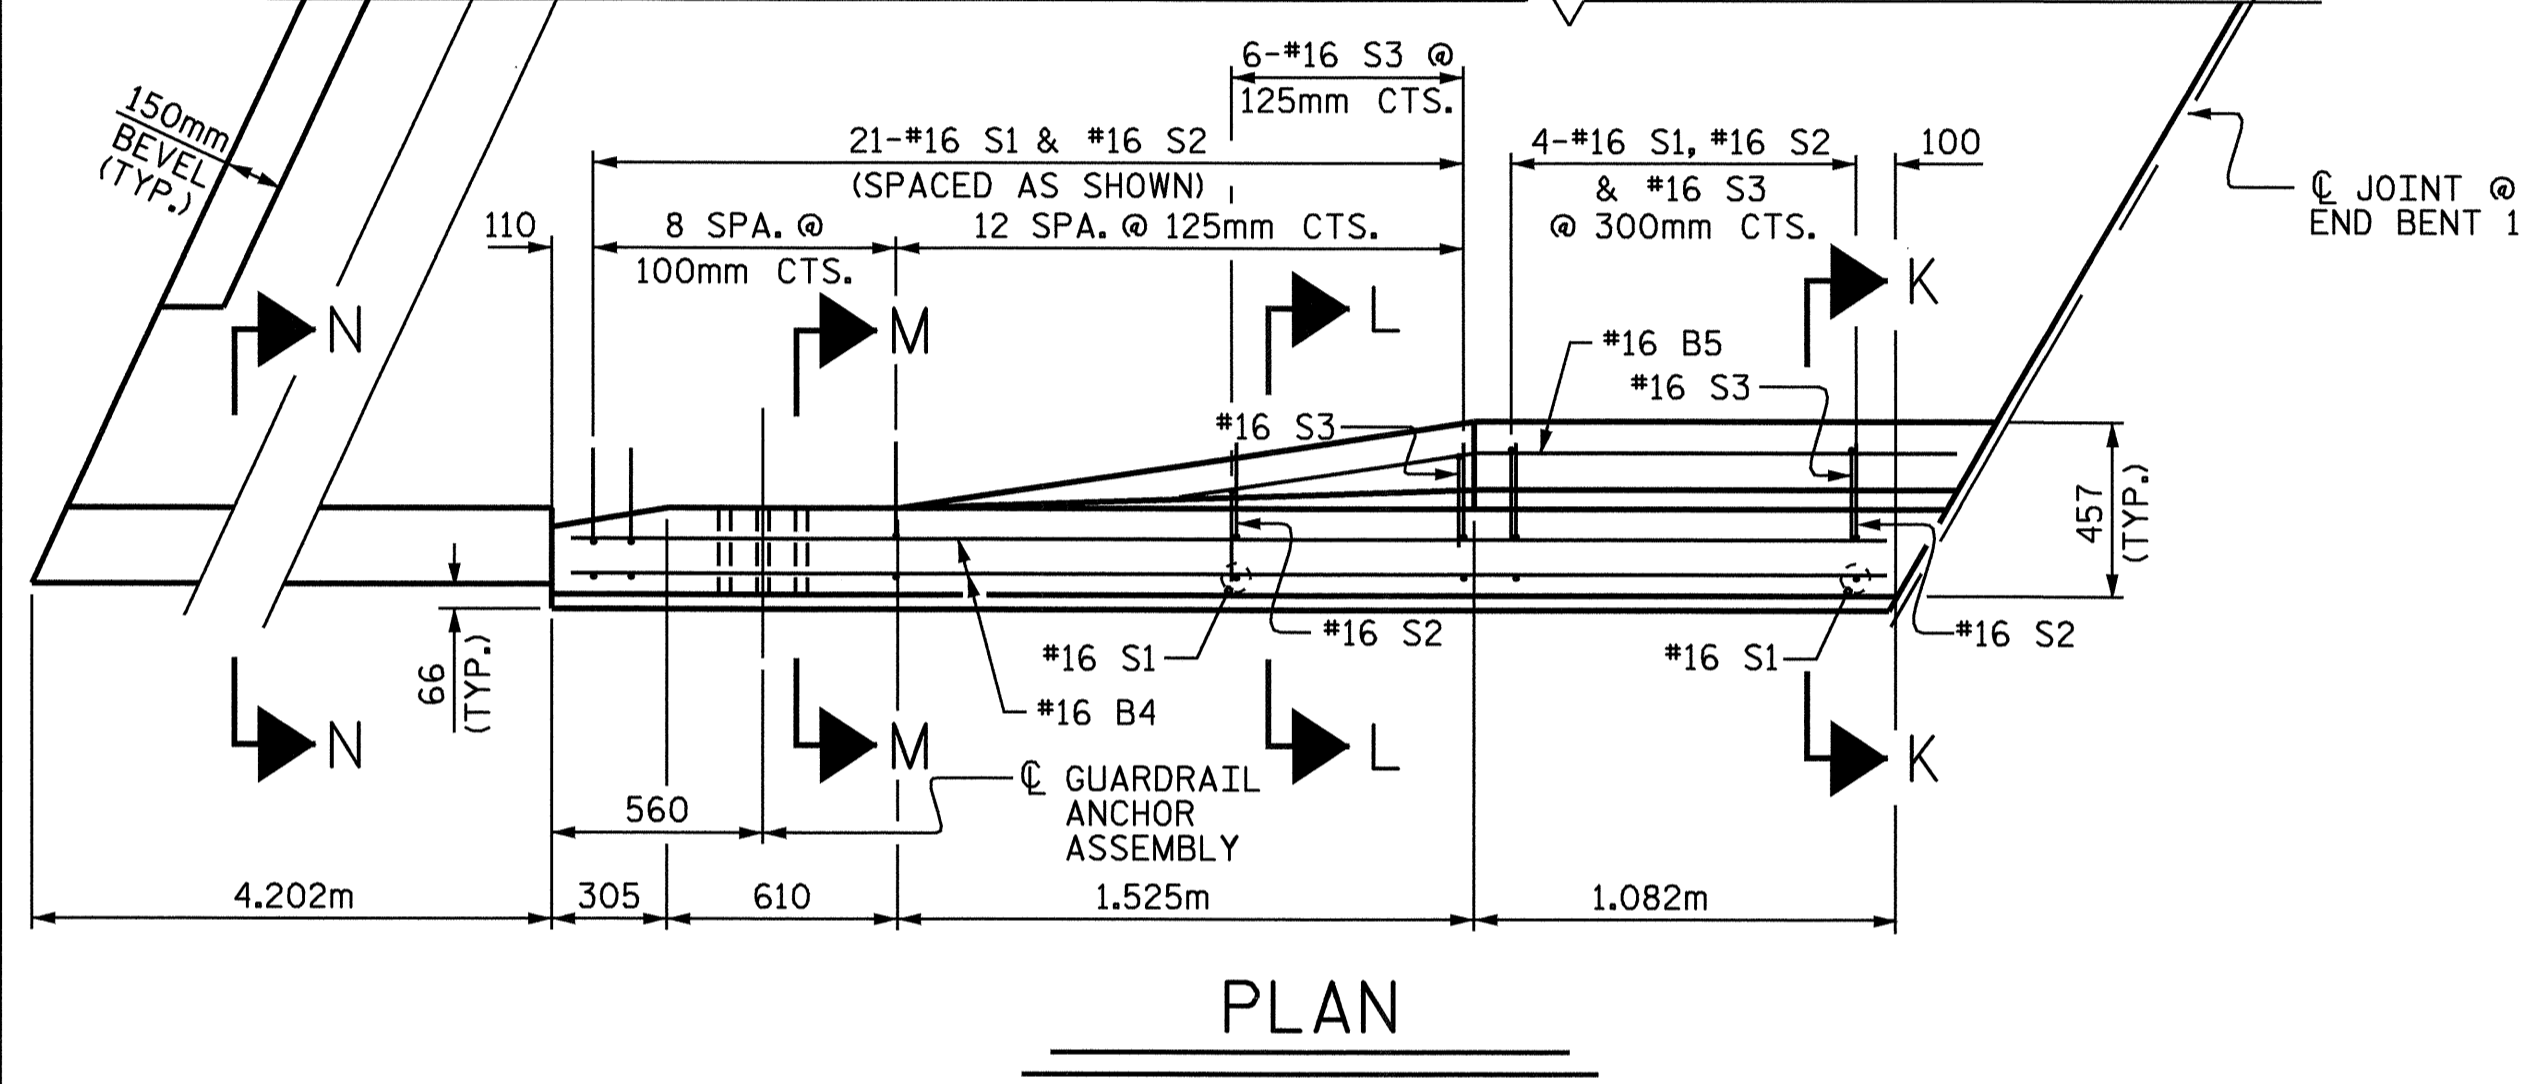 6-#16 S3 @
125mm CTS.
150mm
BEVEL
(TYP.)
21-#16 S1 & #16 S2
(SPACED AS SHOWN)
4-#16 S1, #16 S2
& #16 S3
@ 300mm CTS.
100
℄ JOINT @
END BENT 1
110
8 SPA. @
100mm CTS.
12 SPA. @ 125mm CTS.
N
M
L
K
#16 B5
#16 S3
#16 S3
457
(TYP.)
66
(TYP.)
#16 S1
#16 S2
#16 S1
#16 S2
#16 B4
N
M
L
K
℄ GUARDRAIL
ANCHOR
ASSEMBLY
560
4.202m
305
610
1.525m
1.082m
PLAN